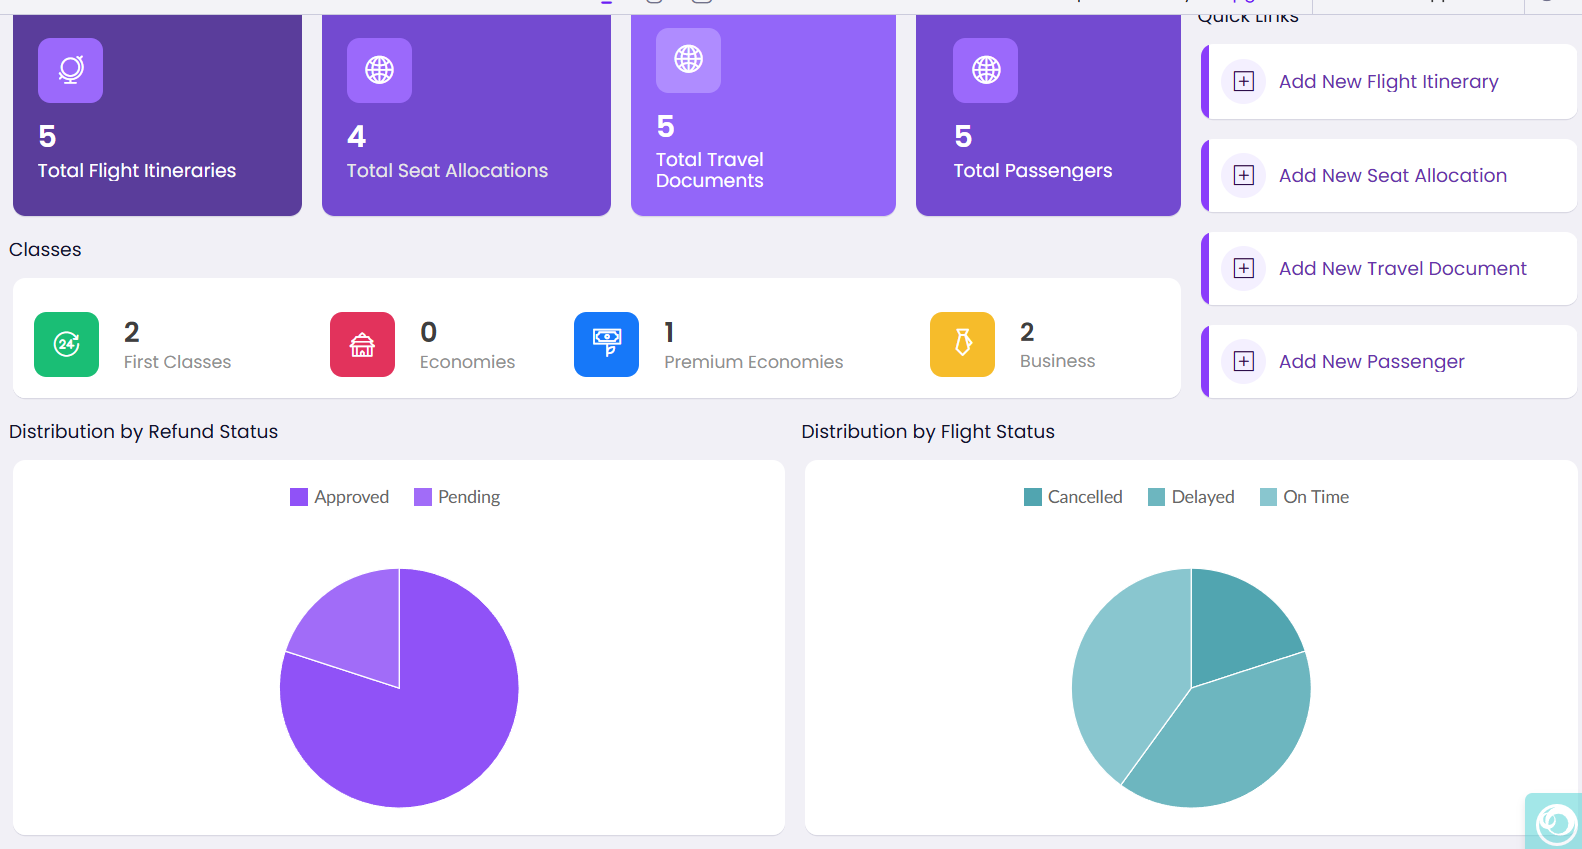 Quick Links
5
Total Flight Itineraries
4
Total Seat Allocations
5
Total Travel
Documents
5
Total Passengers
Add New Flight Itinerary
Add New Seat Allocation
Add New Travel Document
Add New Passenger
Classes
24
2
First Classes
0
Economies
1
Premium Economies
2
Business
Distribution by Refund Status
Approved
Pending
Distribution by Flight Status
Cancelled
Delayed
On Time